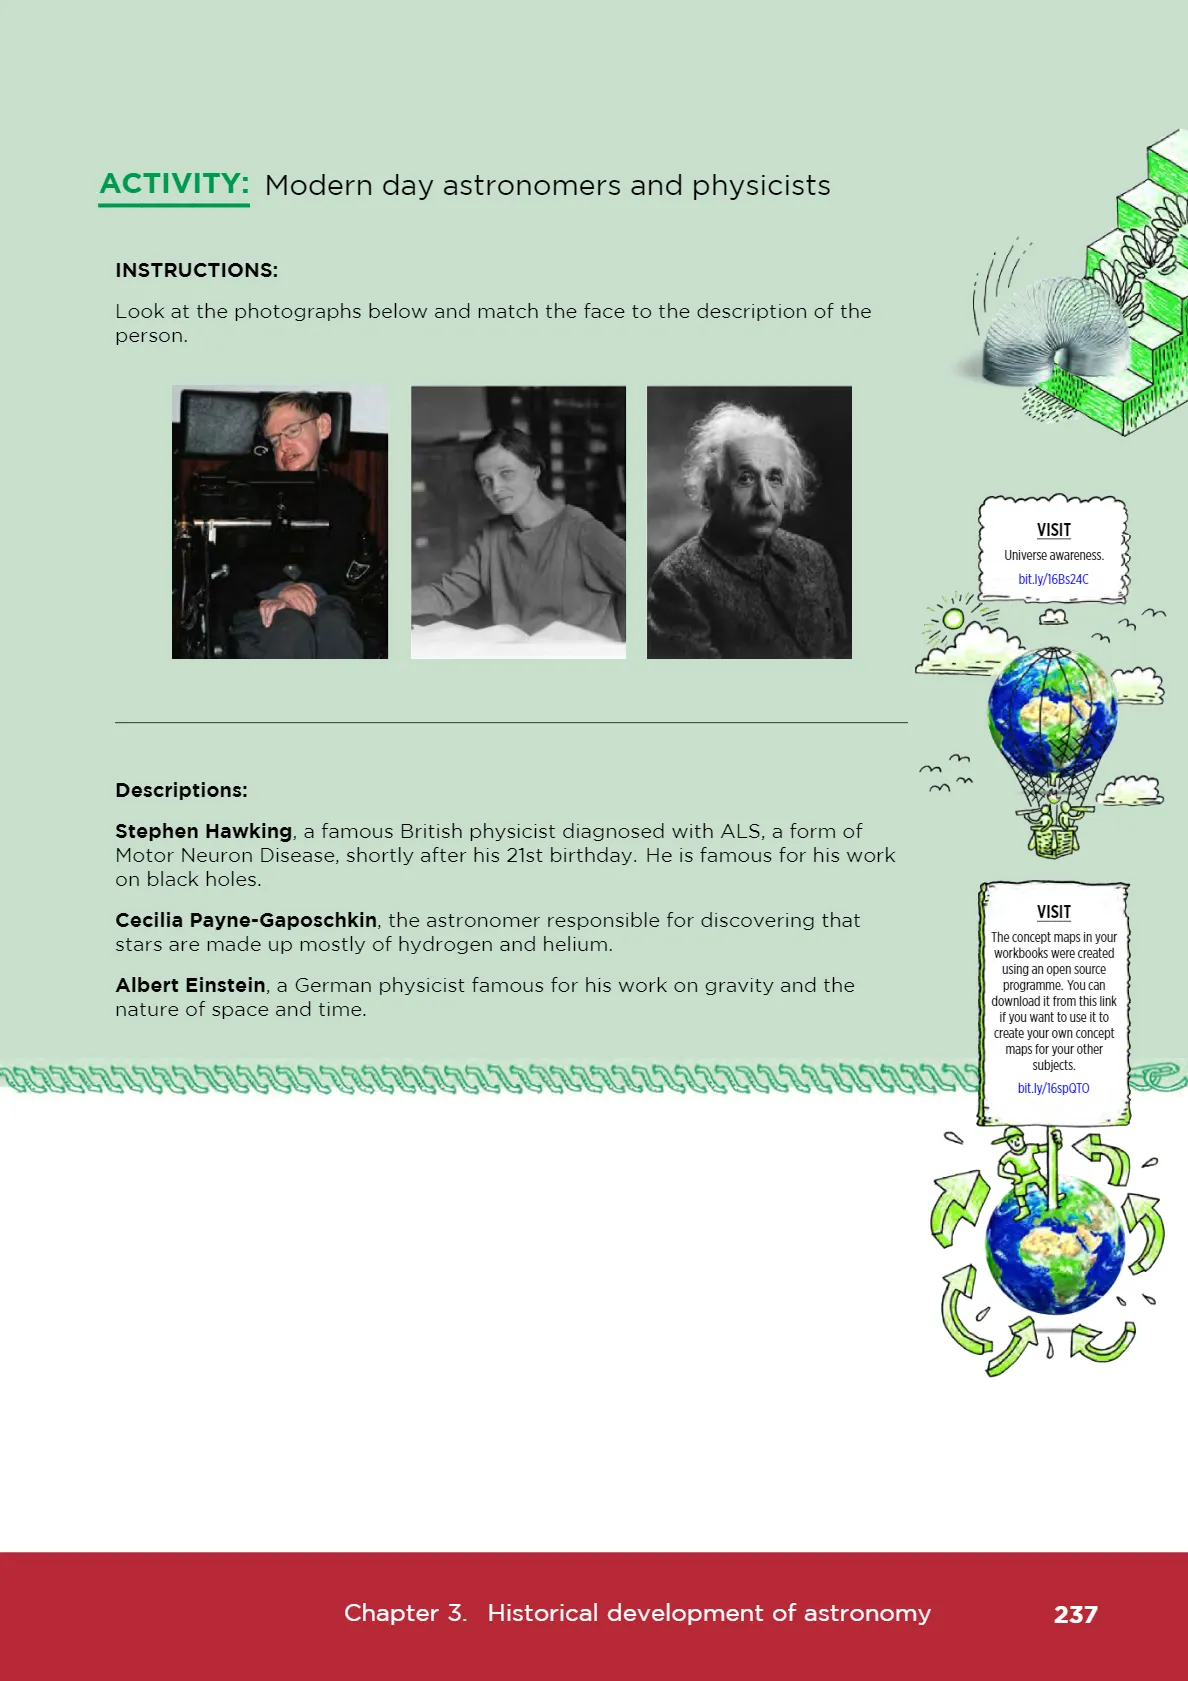 ACTIVITY: Modern day astronomers and physicists
INSTRUCTIONS:
Look at the photographs below and match the face to the description of the
person.
Descriptions:
Stephen Hawking, a famous British physicist diagnosed with ALS, a form of
Motor Neuron Disease, shortly after his 21st birthday. He is famous for his work
on black holes.
Cecilia Payne-Gaposchkin, the astronomer responsible for discovering that
stars are made up mostly of hydrogen and helium.
Albert Einstein, a German physicist famous for his work on gravity and the
nature of space and time.
VISIT
Universe awareness.
bit.ly/16Bs24C
VISIT
The concept maps in your
workbooks were created
using an open source
programme. You can
download it from this link
if you want to use it to
create your own concept
maps for your other
subjects.
bit.ly/16spQTO
Chapter 3. Historical development of astronomy 237